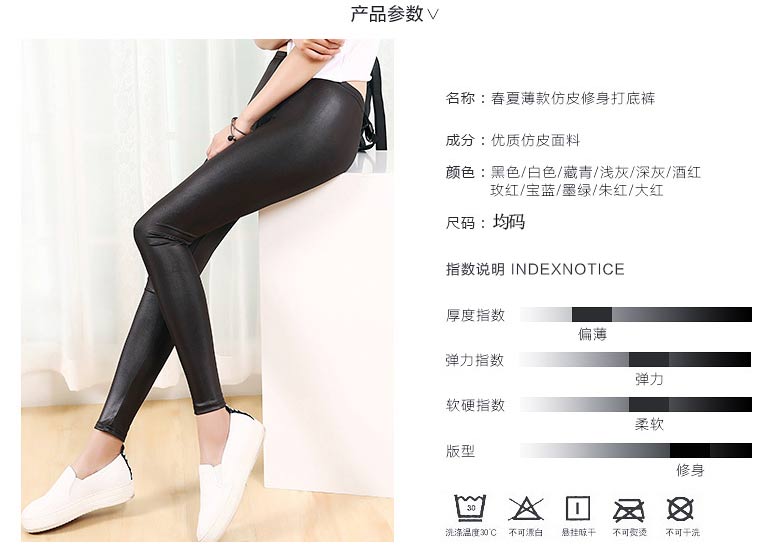 产品参数∨
名称：春夏薄款仿皮修身打底裤
成分：优质仿皮面料
颜色：黑色/白色/藏青/浅灰/深灰/酒红
玫红/宝蓝/墨绿/朱红/大红
尺码：均码
指数说明 INDEXNOTICE
厚度指数
偏薄
弹力指数
弹力
软硬指数
柔软
版型
修身
30
洗涤温度30℃ 不可漂白 悬挂晾干 不可熨烫 不可干洗